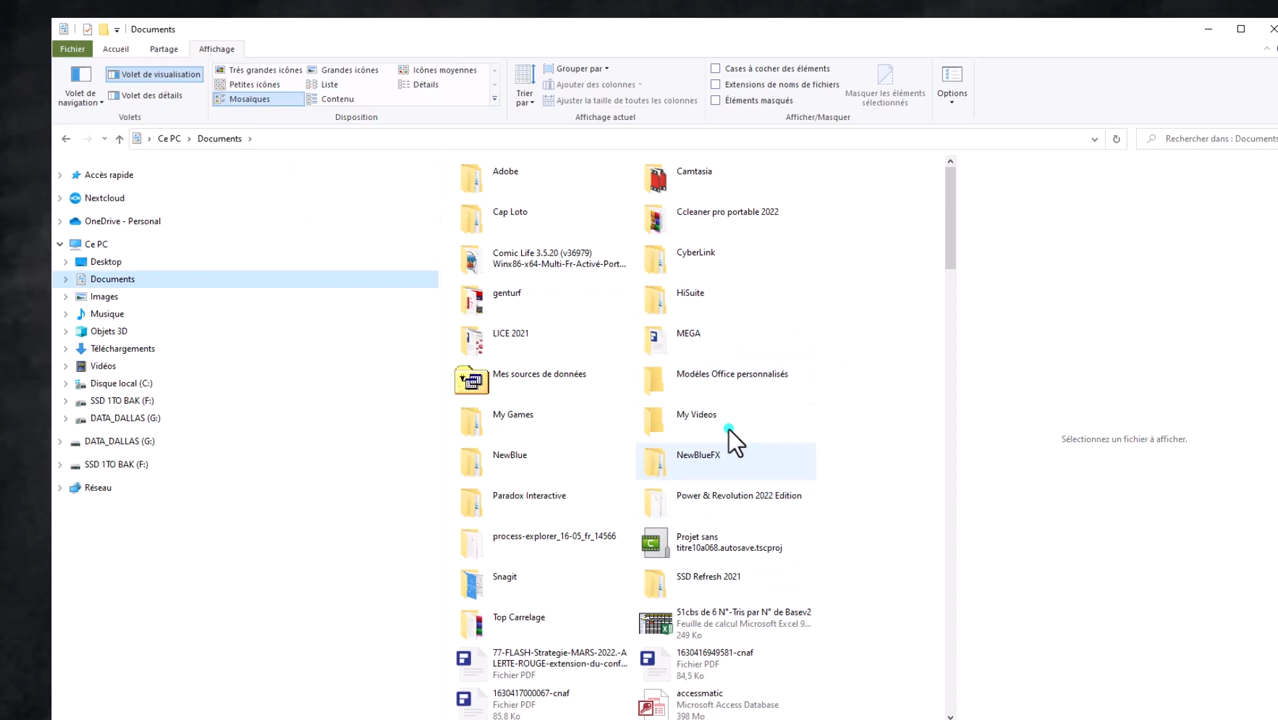 Documents
Fichier Accueil Partage Affichage
Volet de navigation
Volet de visualisation
Volet des détails
Volets
Très grandes icônes Grandes icônes Icônes moyennes
Petites icônes Liste Détails
Mosaïques Contenu
Disposition
Trier par
Grouper par
Ajouter des colonnes
Ajuster la taille de toutes les colonnes
Affichage actuel
Cases à cocher des éléments
Extensions de noms de fichiers
Éléments masqués
Masquer les éléments sélectionnés
Afficher/Masquer
Options
Ce PC > Documents >
Rechercher dans : Documents
Accès rapide
Nextcloud
OneDrive - Personal
Ce PC
Desktop
Documents
Images
Musique
Objets 3D
Téléchargements
Vidéos
Disque local (C:)
SSD 1TO BAK (F:)
DATA_DALLAS (G:)
DATA_DALLAS (G:)
SSD 1TO BAK (F:)
Réseau
Adobe
Camtasia
Cap Loto
Ccleaner pro portable 2022
Comic Life 3.5.20 (v36979)
Winx86-x64-Multi-Fr-Activé-Port...
CyberLink
genturf
HiSuite
LICE 2021
MEGA
Mes sources de données
Modèles Office personnalisés
My Games
My Videos
NewBlue
NewBlueFX
Paradox Interactive
Power & Revolution 2022 Edition
process-explorer_16-05_fr_14566
Projet sans
titre10a068.autosave.tscproj
Snagit
SSD Refresh 2021
Top Carrelage
51cbs de 6 N°-Tris par N° de Basev2
Feuille de calcul Microsoft Excel 9...
249 Ko
77-FLASH-Strategie-MARS-2022.-A
LERTE-ROUGE-extension-du-conf...
Fichier PDF
1630416949581-cnaf
Fichier PDF
84,5 Ko
1630417000067-cnaf
Fichier PDF
85,8 Ko
accessmatic
Microsoft Access Database
398 Mo
Sélectionnez un fichier à afficher.